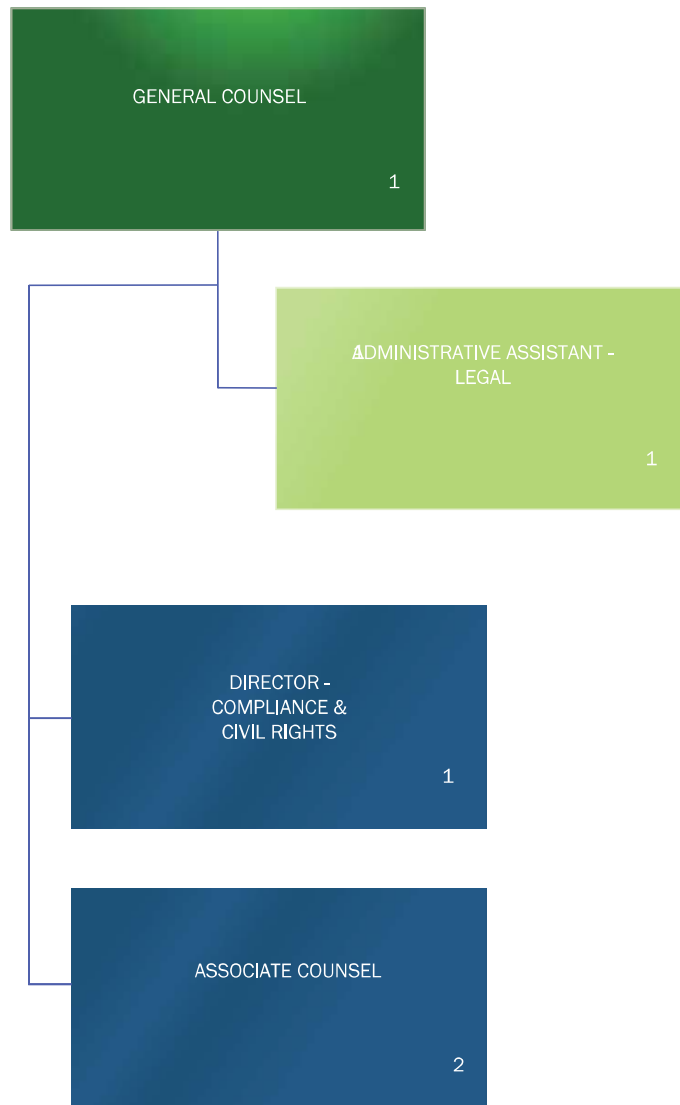 GENERAL COUNSEL
1
ADMINISTRATIVE ASSISTANT -
LEGAL
1
DIRECTOR -
COMPLIANCE &
CIVIL RIGHTS
1
ASSOCIATE COUNSEL
2